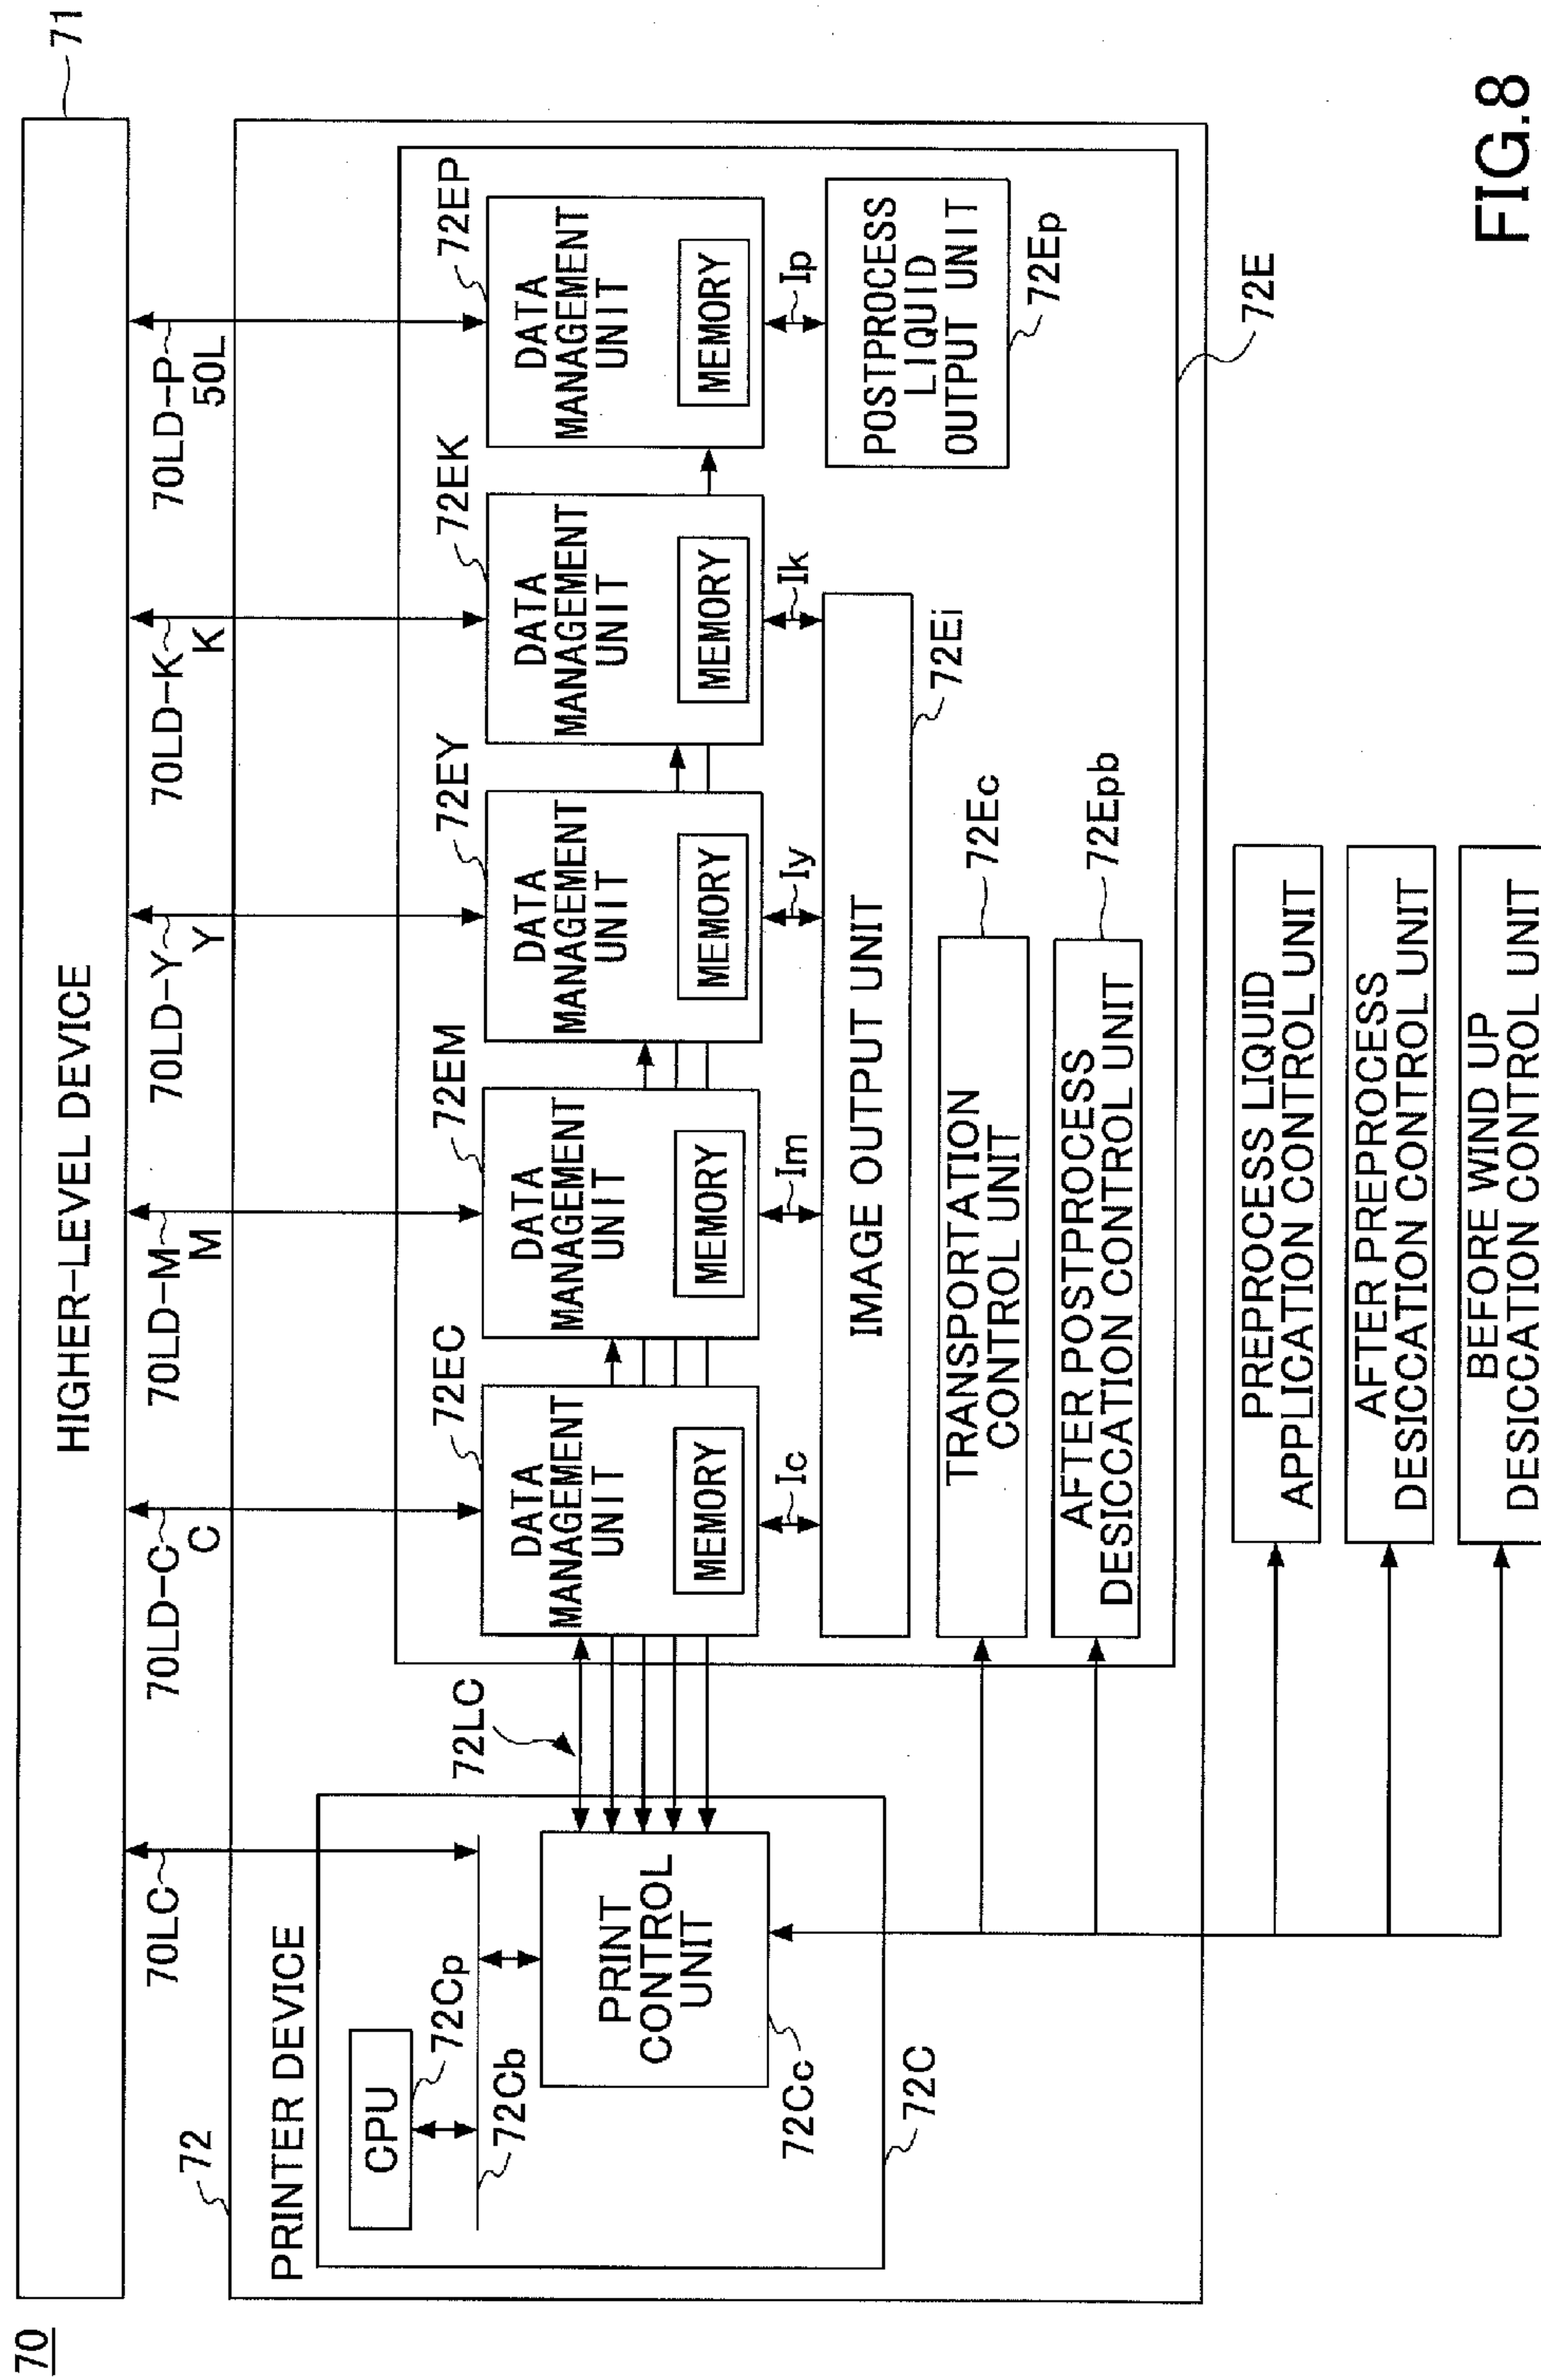 70
HIGHER-LEVEL DEVICE
71
70LC
70LD-C
C
70LD-M
M
70LD-Y
Y
70LD-K
K
70LD-P
50L
72
PRINTER DEVICE
CPU
72Cp
72Cb
PRINT
CONTROL
UNIT
72Cc
72C
72LC
72EC
DATA
MANAGEMENT
UNIT
MEMORY
72EM
DATA
MANAGEMENT
UNIT
MEMORY
72EY
DATA
MANAGEMENT
UNIT
MEMORY
72EK
DATA
MANAGEMENT
UNIT
MEMORY
72EP
DATA
MANAGEMENT
UNIT
MEMORY
Ic
Im
Iy
Ik
Ip
IMAGE OUTPUT UNIT
72Ei
POSTPROCESS
LIQUID
OUTPUT UNIT
72Ep
TRANSPORTATION
CONTROL UNIT
72Ec
AFTER POSTPROCESS
DESICCATION CONTROL UNIT
72Epb
72E
PREPROCESS LIQUID
APPLICATION CONTROL UNIT
AFTER PREPROCESS
DESICCATION CONTROL UNIT
BEFORE WIND UP
DESICCATION CONTROL UNIT
FIG.8